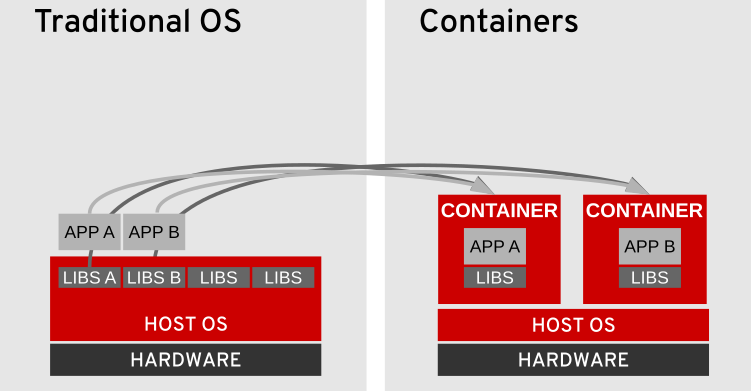 Traditional OS
Containers
APP A
APP B
LIBS A
LIBS B
LIBS
LIBS
HOST OS
HARDWARE
CONTAINER
CONTAINER
APP A
APP B
LIBS
LIBS
HOST OS
HARDWARE